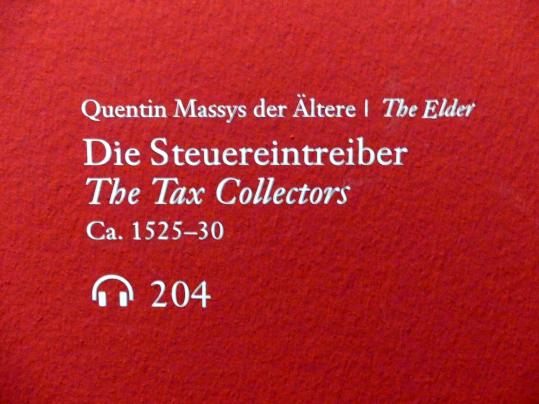 Quentin Massys der Ältere | The Elder
Die Steuereintreiber
The Tax Collectors
Ca. 1525–30
204